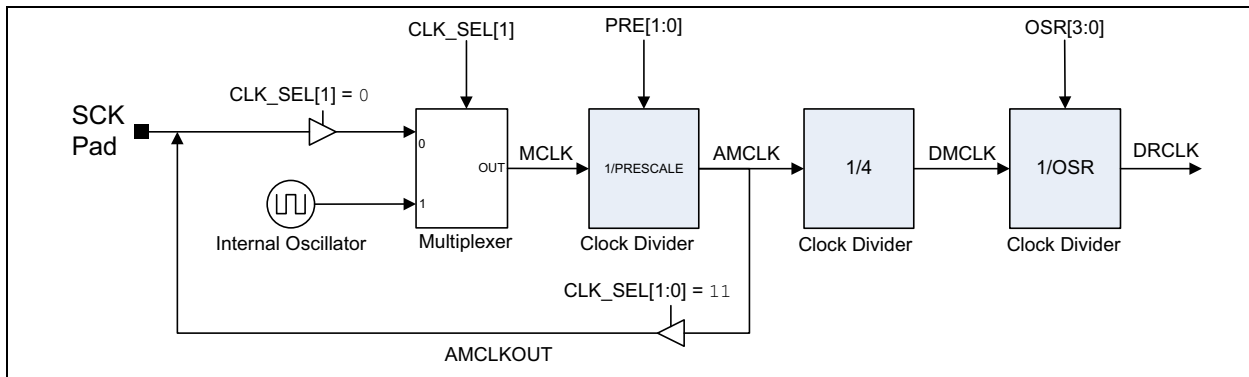 CLK_SEL[1]
PRE[1:0]
OSR[3:0]
CLK_SEL[1] = 0
SCK
Pad
0
OUT
MCLK
1/PRESCALE
AMCLK
1/4
DMCLK
1/OSR
DRCLK
1
Internal Oscillator
Multiplexer
Clock Divider
Clock Divider
Clock Divider
CLK_SEL[1:0] = 11
AMCLKOUT